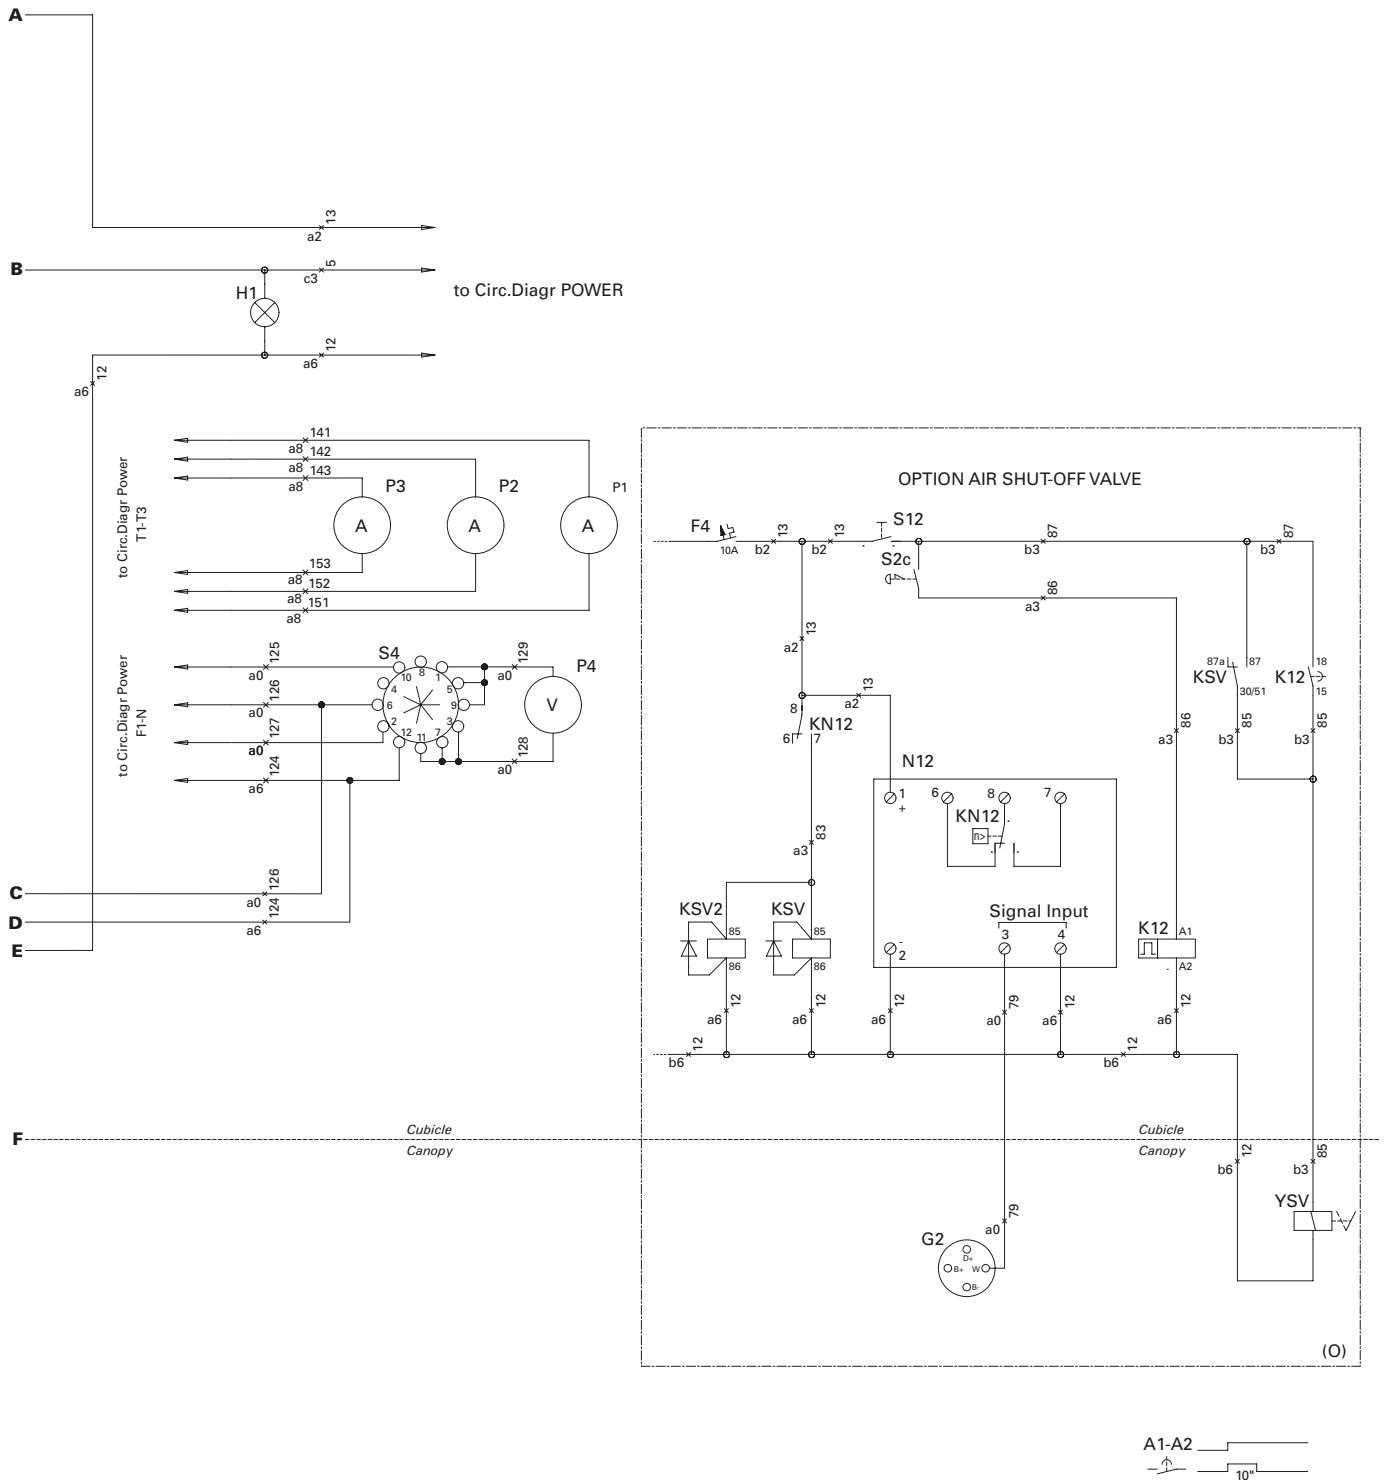 A
13
a2
B
5
c3
to Circ.Diagr POWER
H1
12
a6
12
a6
141
a8
142
a8
143
a8
P3
P2
P1
A
A
A
to Circ.Diagr Power
T1-T3
153
a8
152
a8
151
a8
OPTION AIR SHUT-OFF VALVE
F4
10A
13
b2
13
b2
S12
87
b3
87
b3
S2c
86
a3
13
a2
to Circ.Diagr Power
F1-N
125
a0
126
a0
127
a0
124
a6
S4
10
8
1
4
5
6
9
2
3
12
11
7
129
a0
P4
V
128
a0
13
a2
8
KN12
6
7
87a
87
KSV
30/51
18
K12
15
86
a3
85
b3
85
b3
N12
1
+
6
8
7
KN12
n>
83
a3
C
126
a0
D
124
a6
E
KSV2
85
86
KSV
85
86
-
2
Signal Input
3
4
K12
A1
A2
12
a6
12
a6
12
a6
79
a0
12
a6
12
a6
12
b6
12
b6
F
Cubicle
Canopy
Cubicle
Canopy
12
b6
85
b3
YSV
79
a0
G2
D+
B+
W
B-
(O)
A1-A2
10"